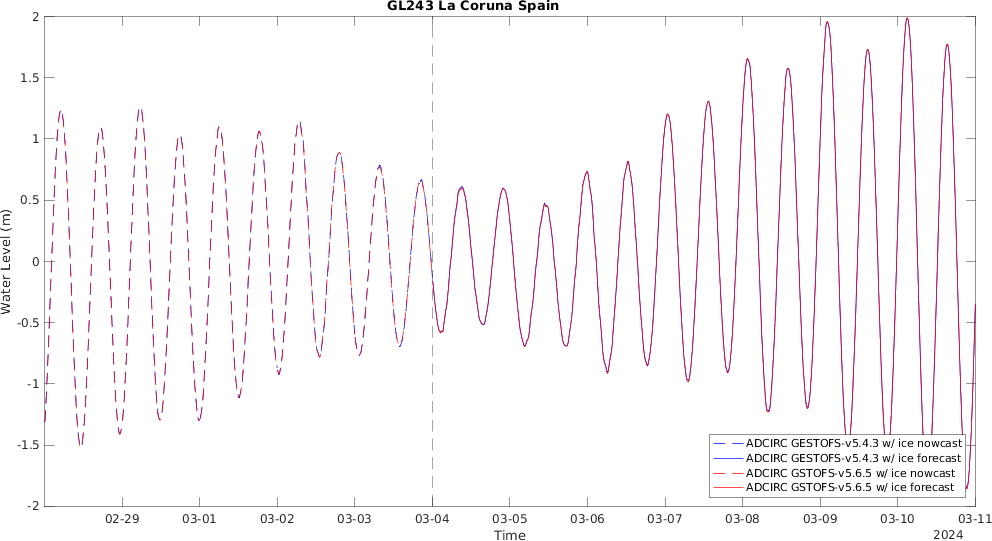 GL243 La Coruna Spain
Water Level (m)
2
1.5
1
0.5
0
-0.5
-1
-1.5
-2
ADCIRC GESTOFS-v5.4.3 w/ ice nowcast
ADCIRC GESTOFS-v5.4.3 w/ ice forecast
ADCIRC GSTOFS-v5.6.5 w/ ice nowcast
ADCIRC GSTOFS-v5.6.5 w/ ice forecast
02-29 03-01 03-02 03-03 03-04 03-05 03-06 03-07 03-08 03-09 03-10 03-11
Time
2024